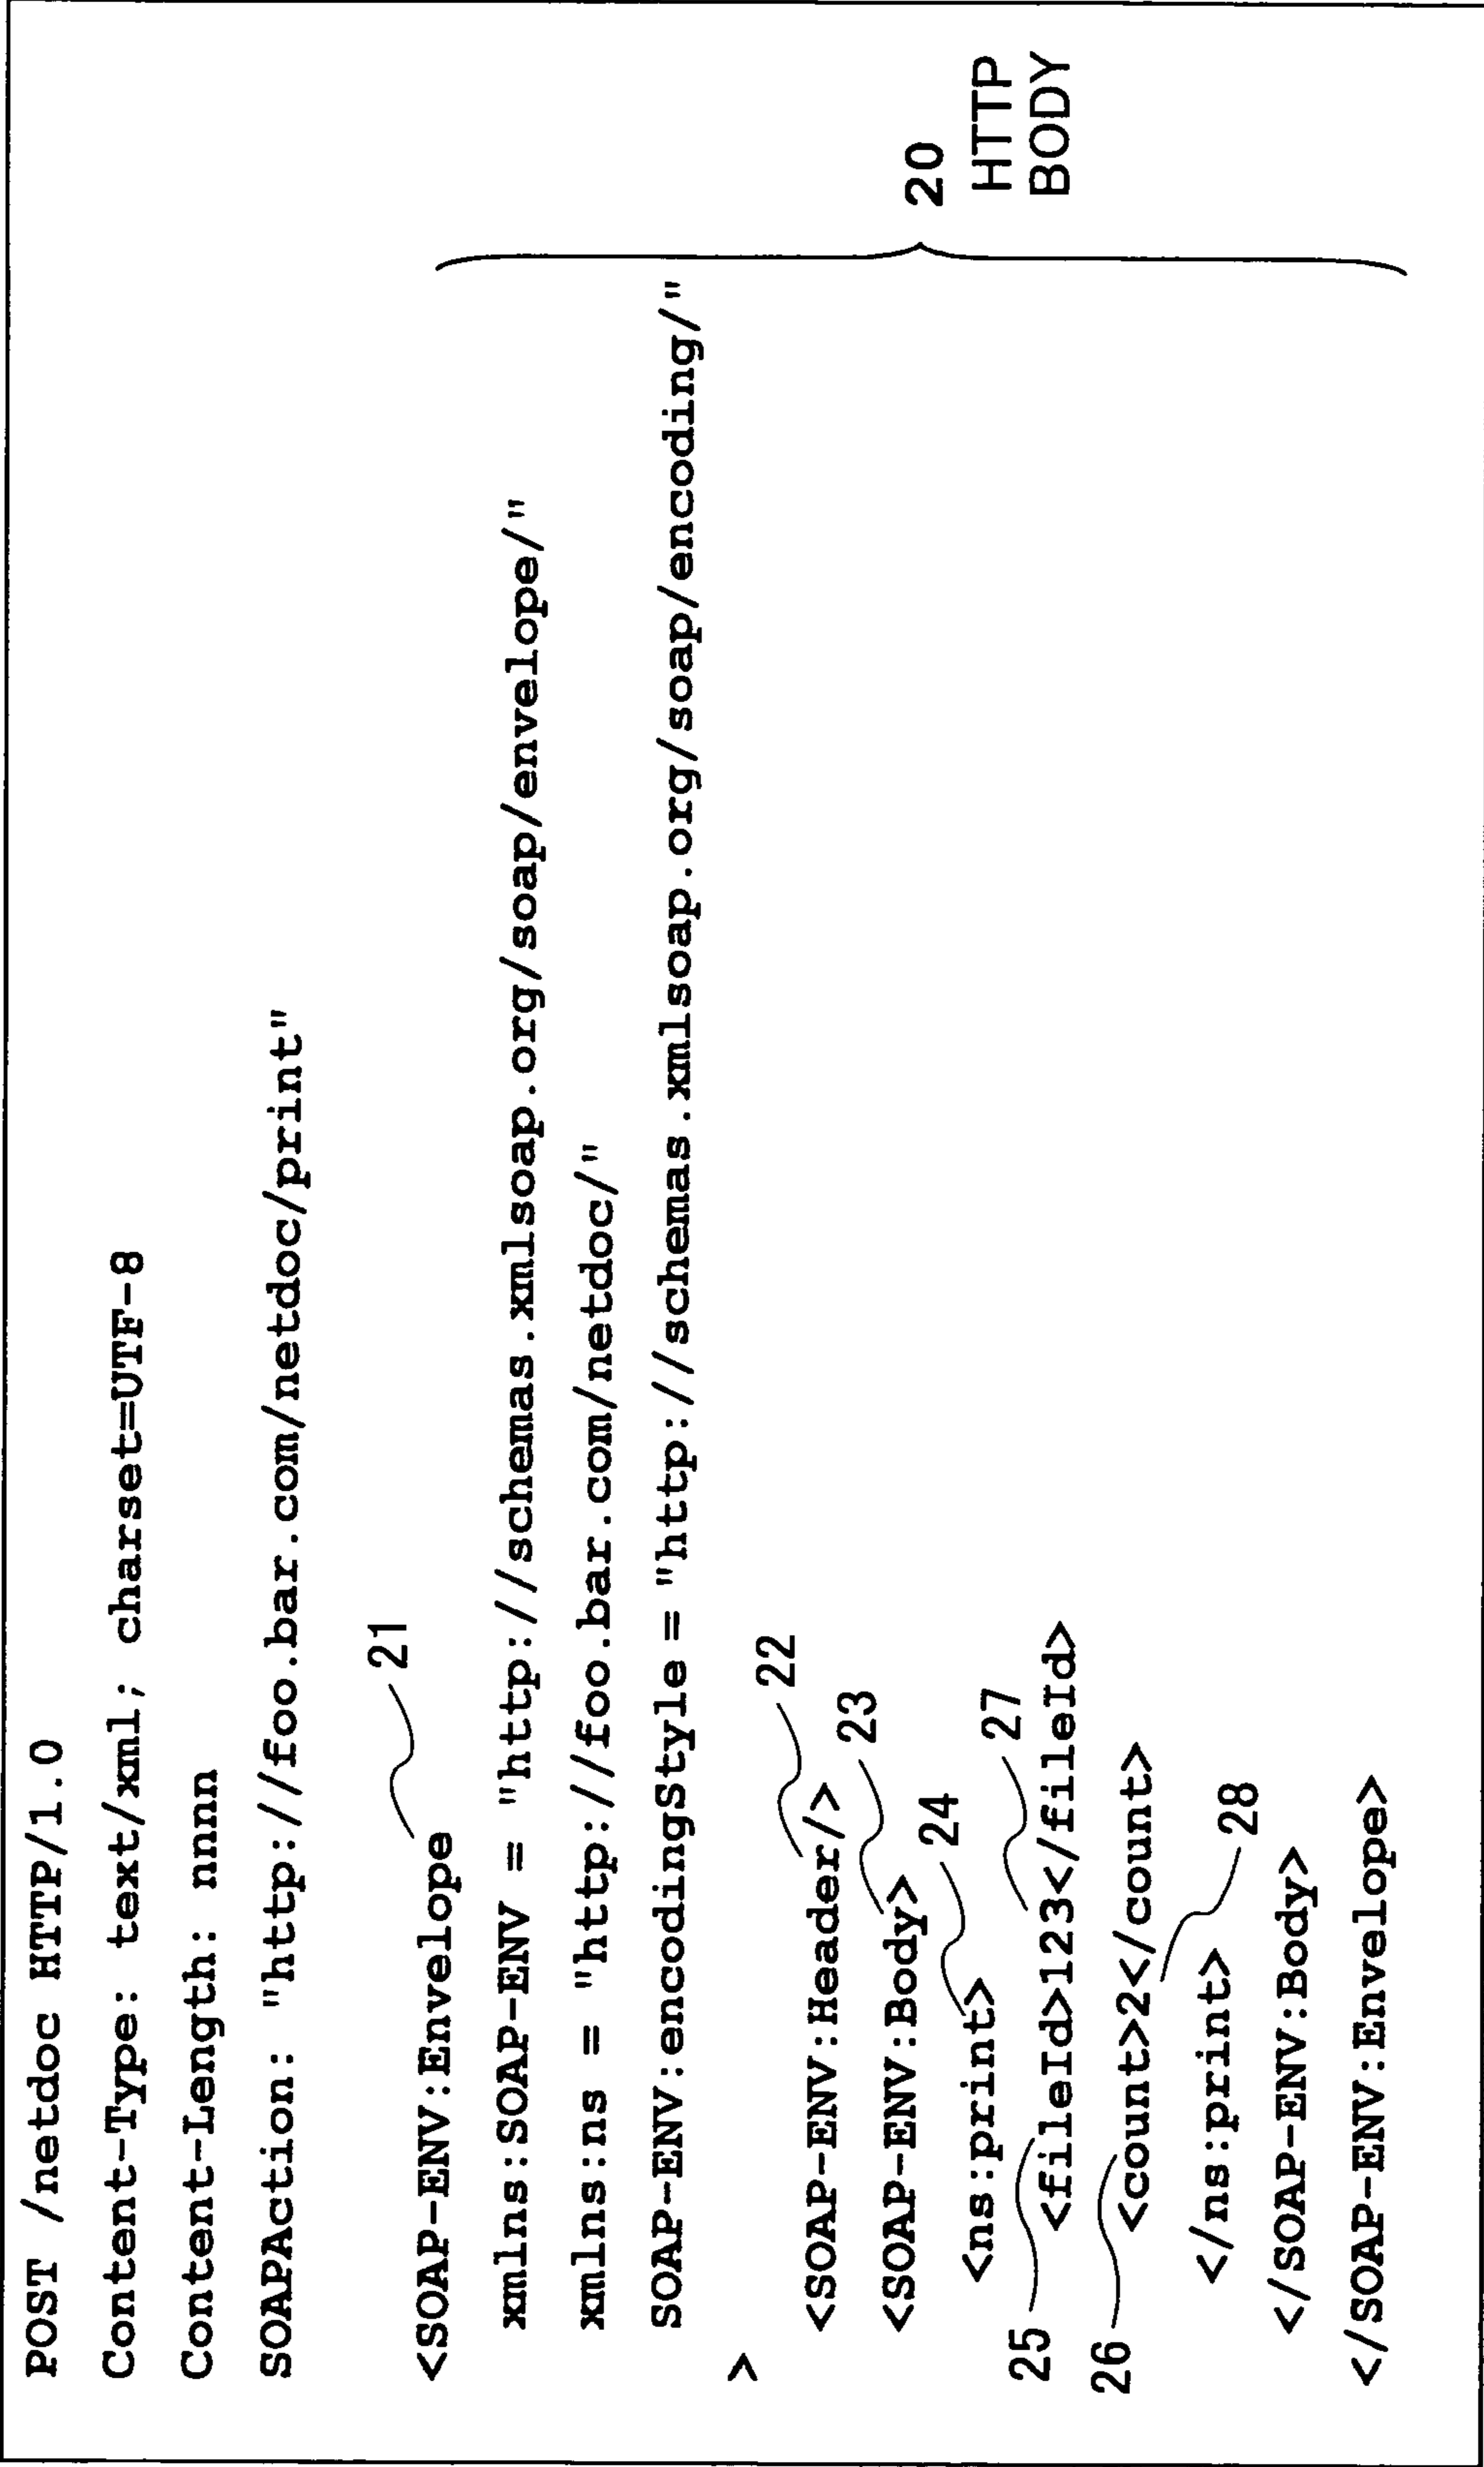 POST /netdoc HTTP/1.0
Content-Type: text/xml; charset=UTF-8
Content-Length: nnnn
SOAPAction: "http://foo.bar.com/netdoc/print"
21
<SOAP-ENV:Envelope
xmlns:SOAP-ENV = "http://schemas.xmlsoap.org/soap/envelope/"
xmlns:ns = "http://foo.bar.com/netdoc/"
SOAP-ENV:encodingStyle = "http://schemas.xmlsoap.org/soap/encoding/"
>
22
<SOAP-ENV:Header/>
23
<SOAP-ENV:Body>
24
<ns:print>
25
27
<fileId>123</fileId>
26
<count>2</count>
28
</ns:print>
</SOAP-ENV:Body>
</SOAP-ENV:Envelope>
20
HTTP
BODY